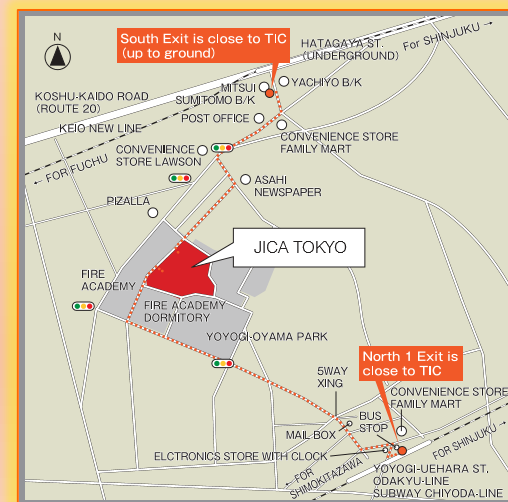 South Exit is close to TIC
(up to ground)
HATAGAYA ST.
(UNDERGROUND)
For SHINJUKU →
N
MITSUI
SUMITOMO B/K
YACHIYO B/K
KOSHU-KAIDO ROAD
(ROUTE 20)
POST OFFICE
KEIO NEW LINE
CONVENIENCE STORE
FAMILY MART
CONVENIENCE
STORE LAWSON
← FOR FUCHU
ASAHI
NEWSPAPER
PIZALLA
JICA TOKYO
FIRE
ACADEMY
FIRE ACADEMY
DORMITORY
YOYOGI-OYAMA PARK
North 1 Exit is
close to TIC
5WAY
XING
CONVENIENCE STORE
FAMILY MART
BUS
STOP
MAIL BOX
ELCTRONICS STORE WITH CLOCK
FOR SHINJUKU →
←FOR
SHIMOKITAZAWA
YOYOGI-UEHARA ST.
ODAKYU-LINE
SUBWAY CHIYODA-LINE